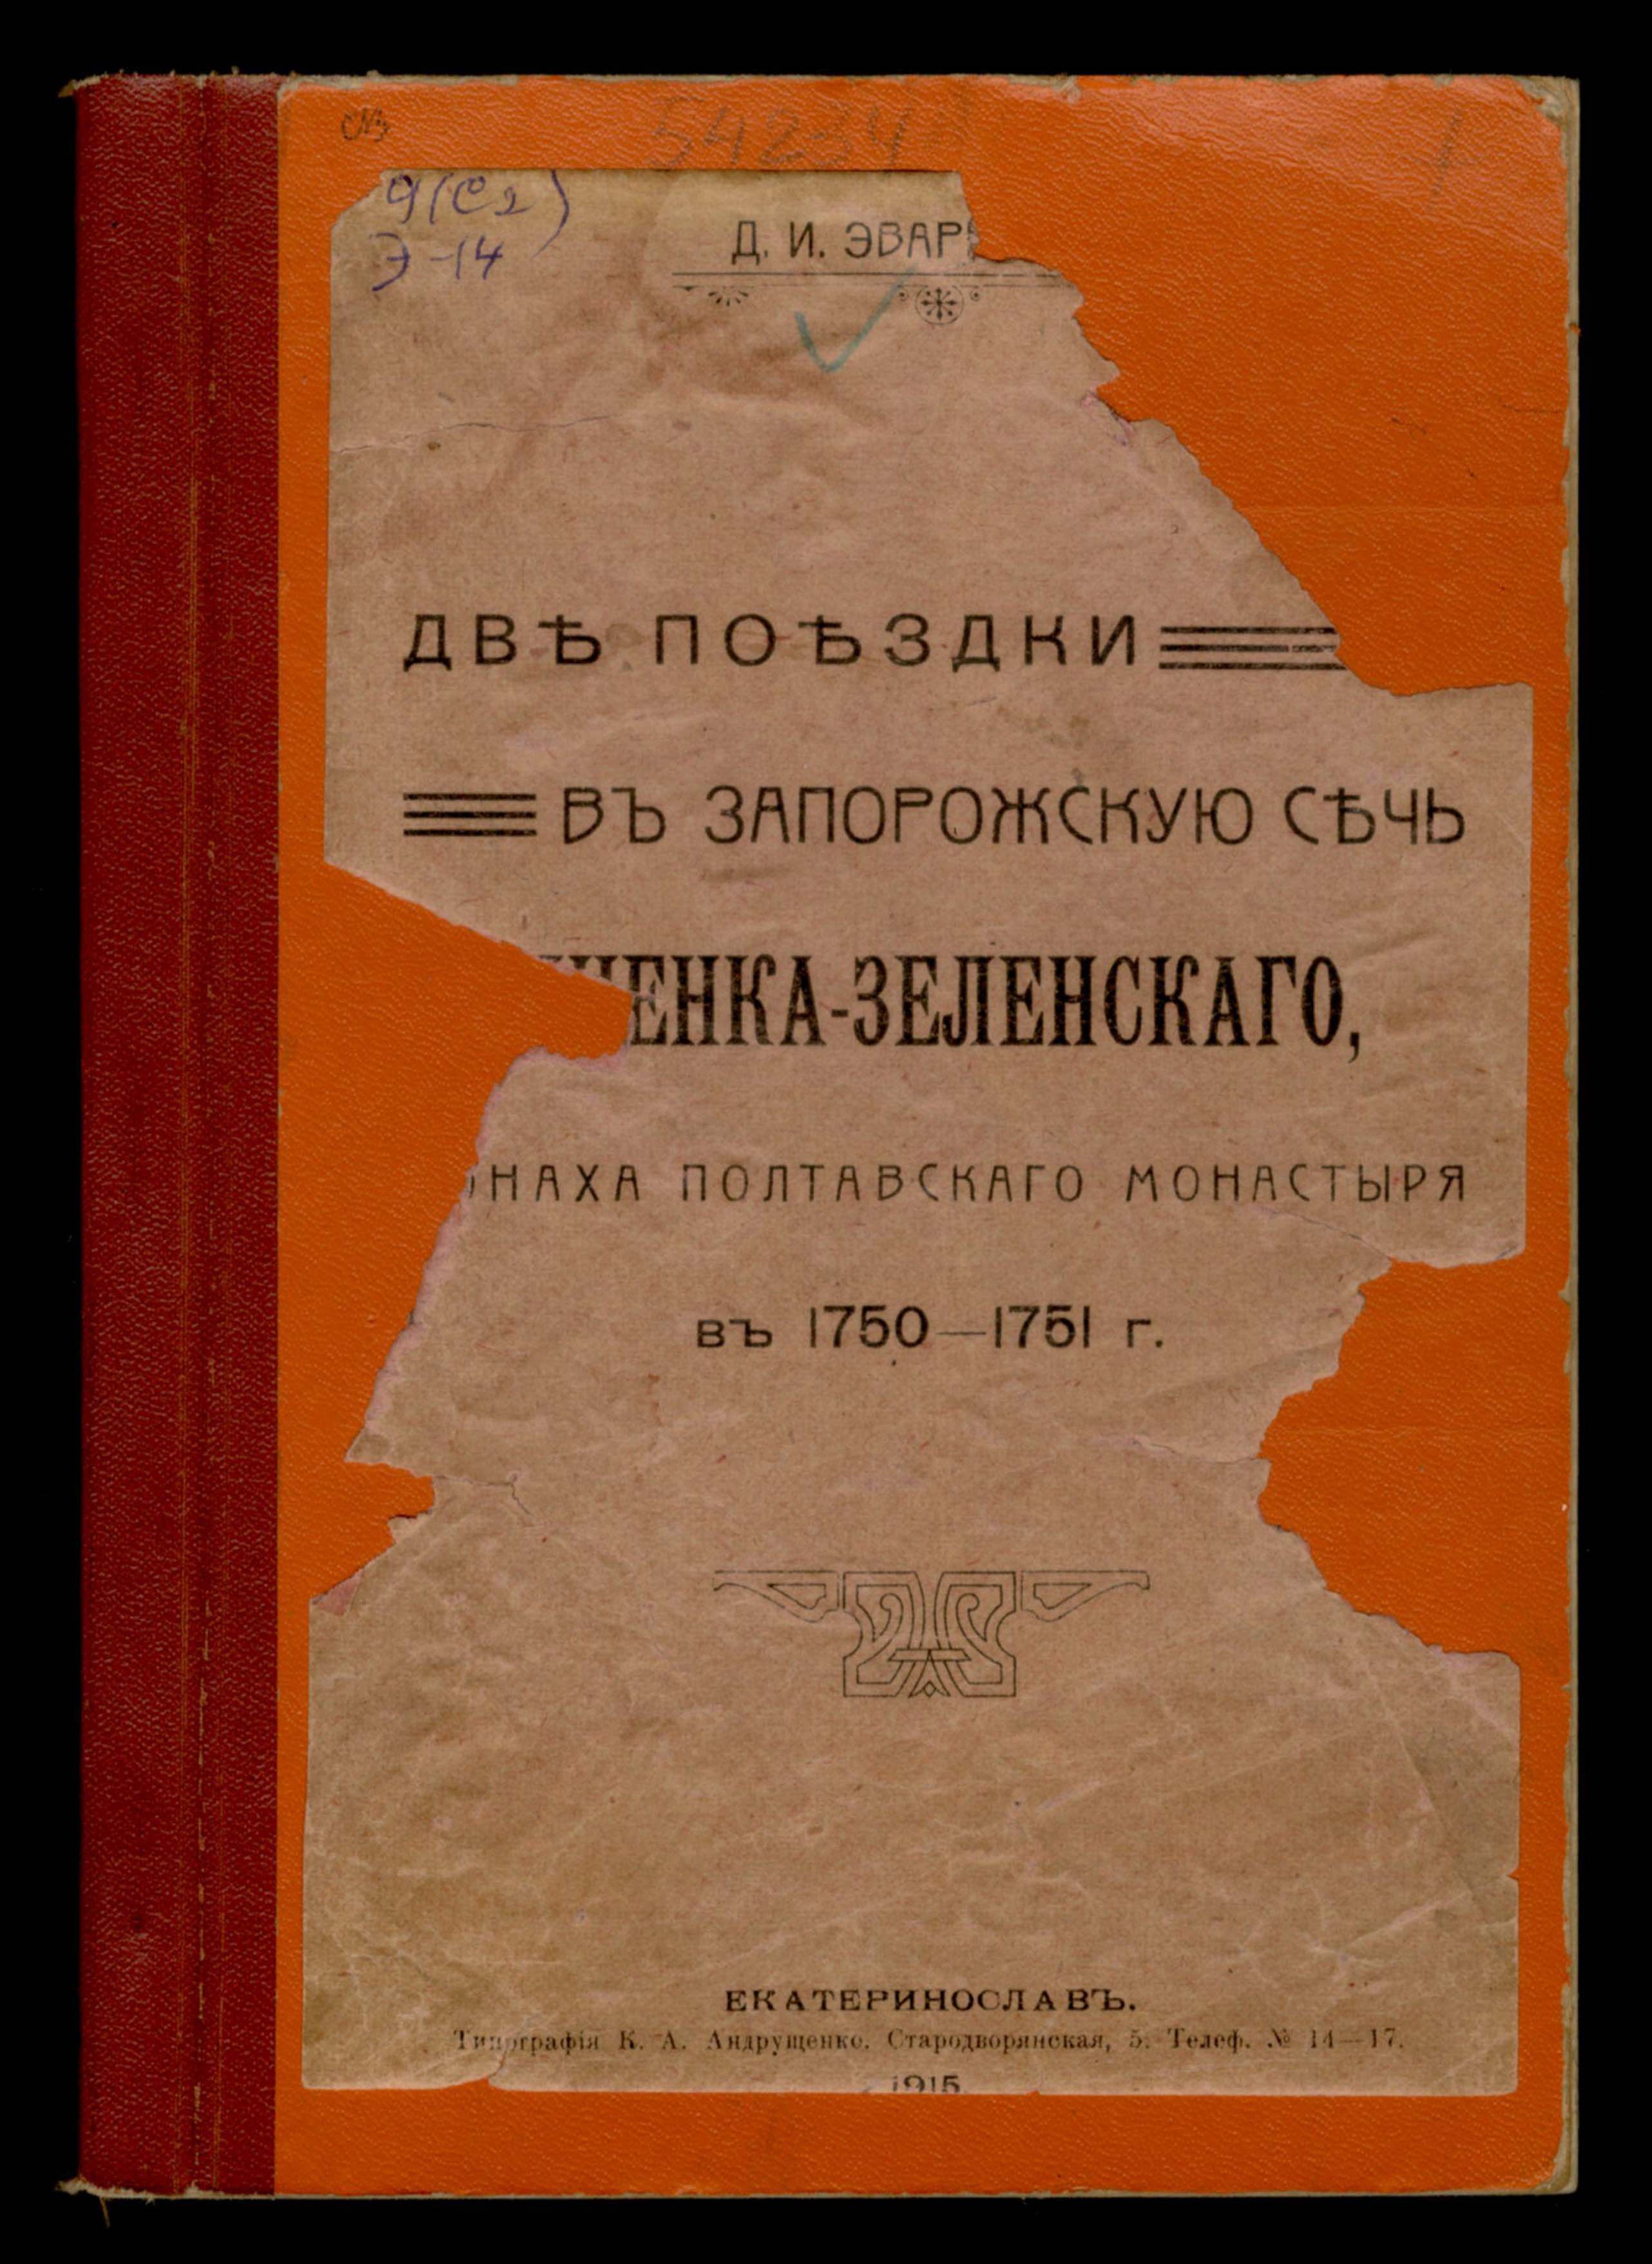 542348
9(С2)
Э-14
Д. И. ЭВАР
ДВѢ ПОѢЗДКИ
ВЪ ЗАПОРОЖСКУЮ СѢЧЬ
ЕНКА-ЗЕЛЕНСКАГО,
НАХА ПОЛТАВСКАГО МОНАСТЫРЯ
въ 1750—1751 г.
ЕКАТЕРИНОСЛАВЪ.
Типографія К. А. Андрущенко. Стародворянская, 5. Телеф. № 14—17.
1915